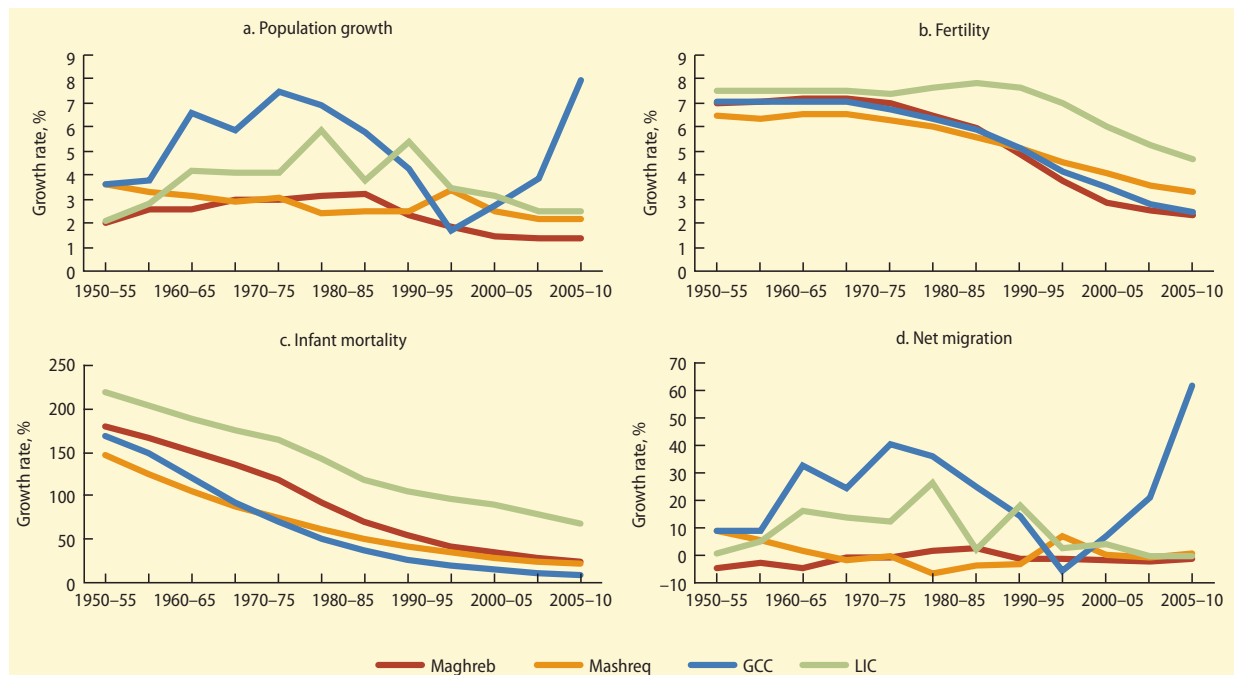 a. Population growth
Growth rate, %
9
8
7
6
5
4
3
2
1
0
1950–55 1960–65 1970–75 1980–85 1990–95 2000–05 2005–10
b. Fertility
Growth rate, %
9
8
7
6
5
4
3
2
1
0
1950–55 1960–65 1970–75 1980–85 1990–95 2000–05 2005–10
c. Infant mortality
Growth rate, %
250
200
150
100
50
0
1950–55 1960–65 1970–75 1980–85 1990–95 2000–05 2005–10
d. Net migration
Growth rate, %
70
60
50
40
30
20
10
0
–10
1950–55 1960–65 1970–75 1980–85 1990–95 2000–05 2005–10
Maghreb Mashreq GCC LIC